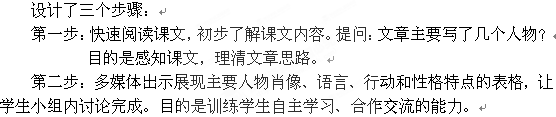 设计了三个步骤：
第一步：快速阅读课文，初步了解课文内容。提问：文章主要写了几个人物？
目的是感知课文，理清文章思路。
第二步：多媒体出示展现主要人物肖像、语言、行动和性格特点的表格，让
学生小组内讨论完成。目的是训练学生自主学习、合作交流的能力。